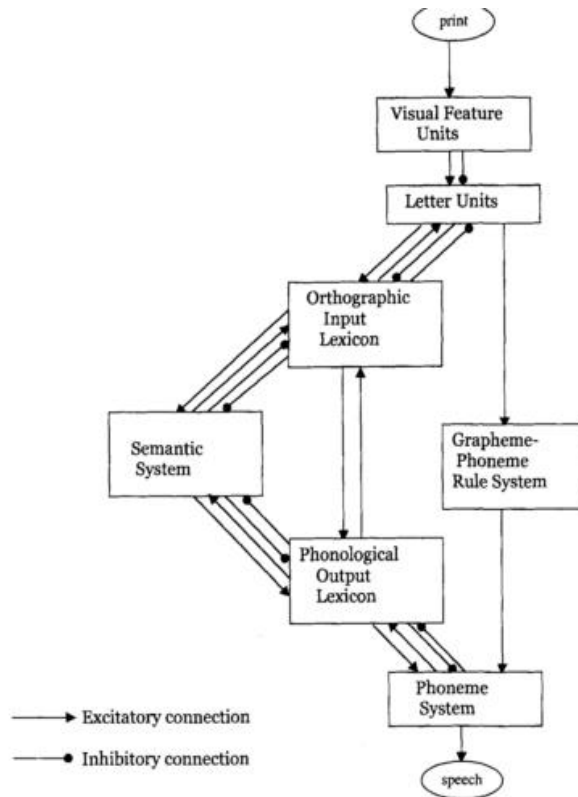 print
Visual Feature
Units
Letter Units
Orthographic
Input
Lexicon
Semantic
System
Grapheme-
Phoneme
Rule System
Phonological
Output
Lexicon
Phoneme
System
speech
Excitatory connection
Inhibitory connection